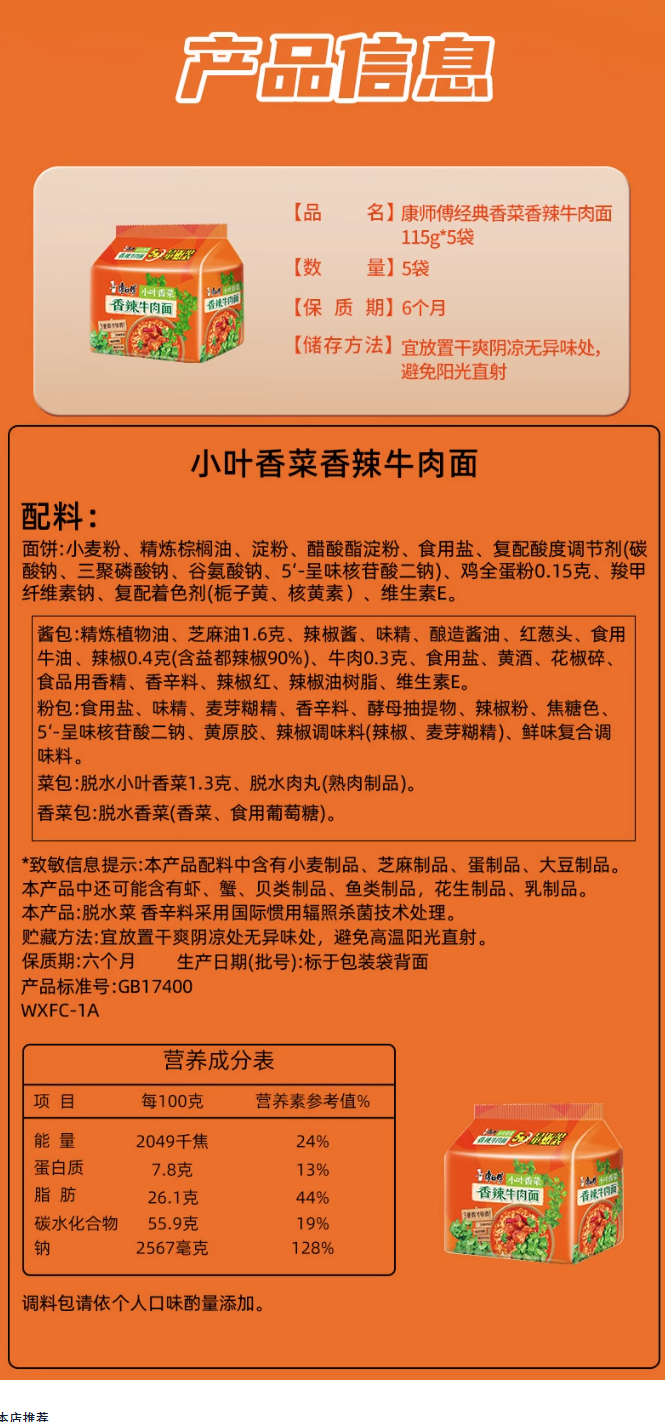 产品信息
【品 名】康师傅经典香菜香辣牛肉面
115g*5袋
【数 量】5袋
【保 质 期】6个月
【储存方法】宜放置干爽阴凉无异味处,
避免阳光直射
康师傅
小叶香菜
香辣牛肉面
香辣牛肉面
小叶香菜香辣牛肉面
配料：
面饼:小麦粉、精炼棕榈油、淀粉、醋酸酯淀粉、食用盐、复配酸度调节剂(碳
酸钠、三聚磷酸钠、谷氨酸钠、5′-呈味核苷酸二钠)、鸡全蛋粉0.15克、羧甲
纤维素钠、复配着色剂(栀子黄、核黄素）、维生素E。
酱包:精炼植物油、芝麻油1.6克、辣椒酱、味精、酿造酱油、红葱头、食用
牛油、辣椒0.4克(含益都辣椒90%)、牛肉0.3克、食用盐、黄酒、花椒碎、
食品用香精、香辛料、辣椒红、辣椒油树脂、维生素E。
粉包:食用盐、味精、麦芽糊精、香辛料、酵母抽提物、辣椒粉、焦糖色、
5′-呈味核苷酸二钠、黄原胶、辣椒调味料(辣椒、麦芽糊精)、鲜味复合调
味料。
菜包:脱水小叶香菜1.3克、脱水肉丸(熟肉制品)。
香菜包:脱水香菜(香菜、食用葡萄糖)。
*致敏信息提示:本产品配料中含有小麦制品、芝麻制品、蛋制品、大豆制品。
本产品中还可能含有虾、蟹、贝类制品、鱼类制品，花生制品、乳制品。
本产品:脱水菜 香辛料采用国际惯用辐照杀菌技术处理。
贮藏方法:宜放置干爽阴凉处无异味处，避免高温阳光直射。
保质期:六个月 生产日期(批号):标于包装袋背面
产品标准号:GB17400
WXFC-1A
营养成分表
项 目 每100克 营养素参考值%
能 量 2049千焦 24%
蛋白质 7.8克 13%
脂 肪 26.1克 44%
碳水化合物 55.9克 19%
钠 2567毫克 128%
康师傅
小叶香菜
香辣牛肉面
香辣牛肉面
调料包请依个人口味酌量添加。
本店推荐